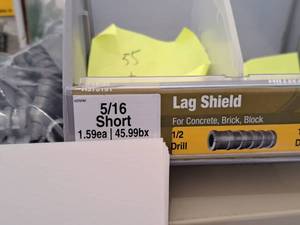 55
5/16
Short
1.59ea | 45.99bx
Lag Shield
For Concrete, Brick, Block
1/2
Drill